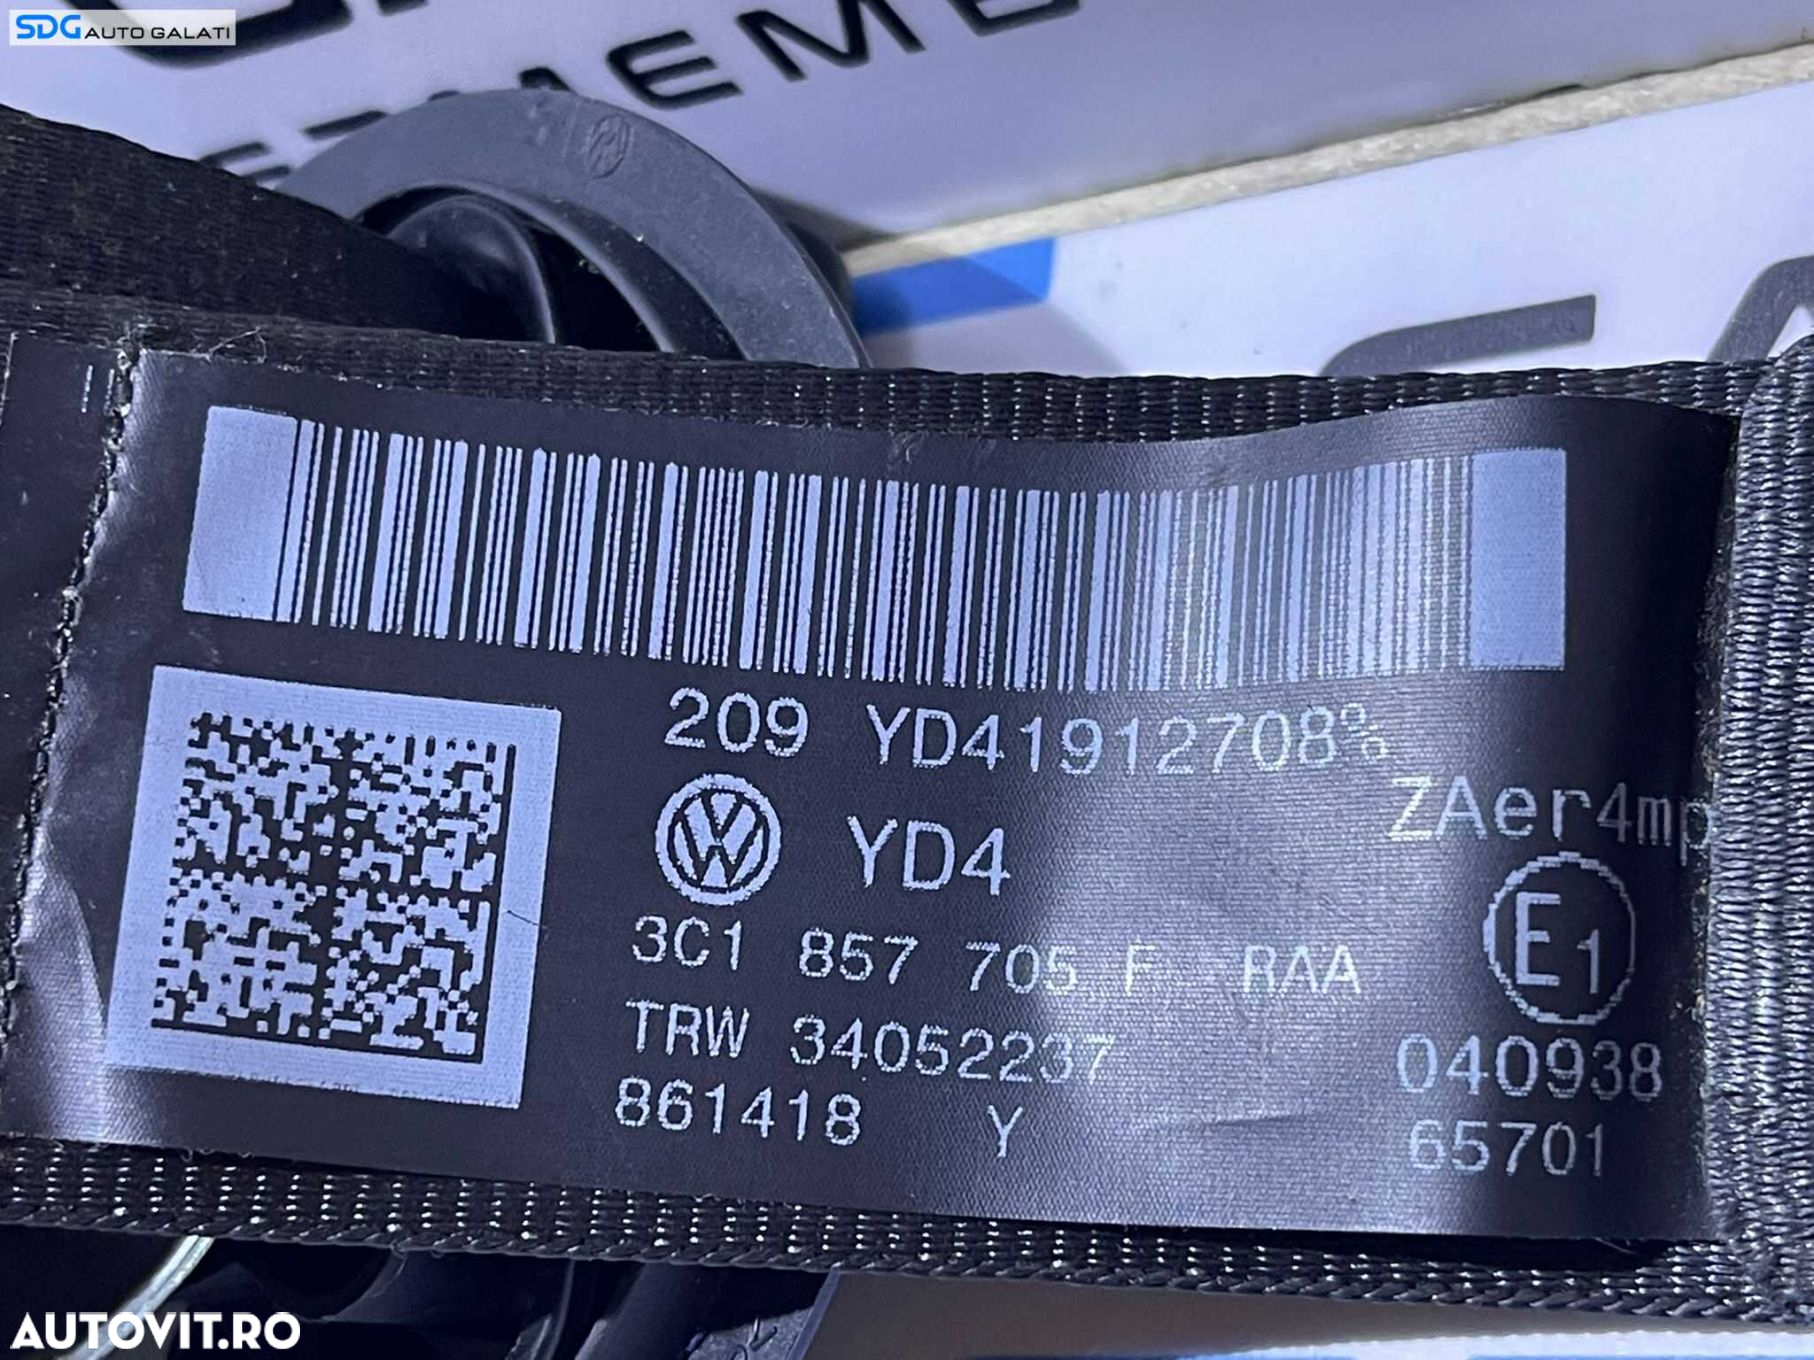 SDG AUTO GALATI
209 YD41912708%
ZAer4mp
YD4
E1
3C1 857 705 F RAA
TRW 34052237
040938
861418 Y
65701
AUTOVIT.RO